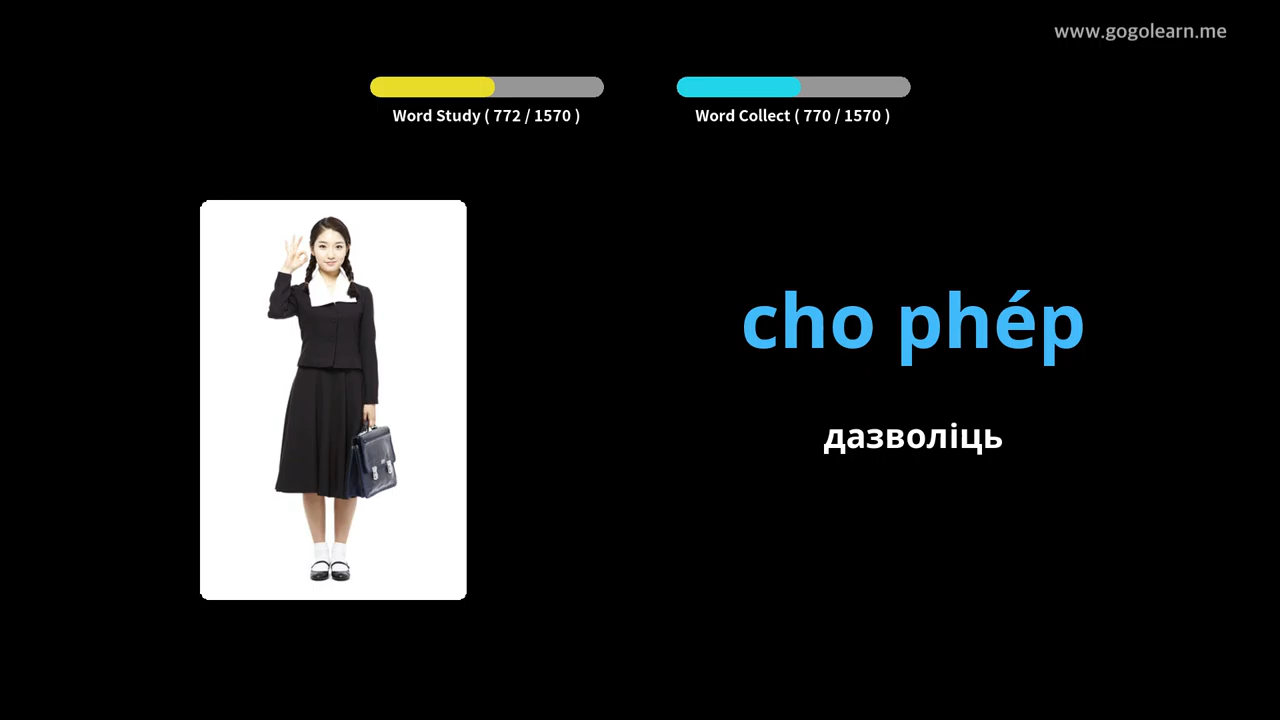 www.gogolearn.me
Word Study ( 772 / 1570 )
Word Collect ( 770 / 1570 )
cho phép
дазволіць